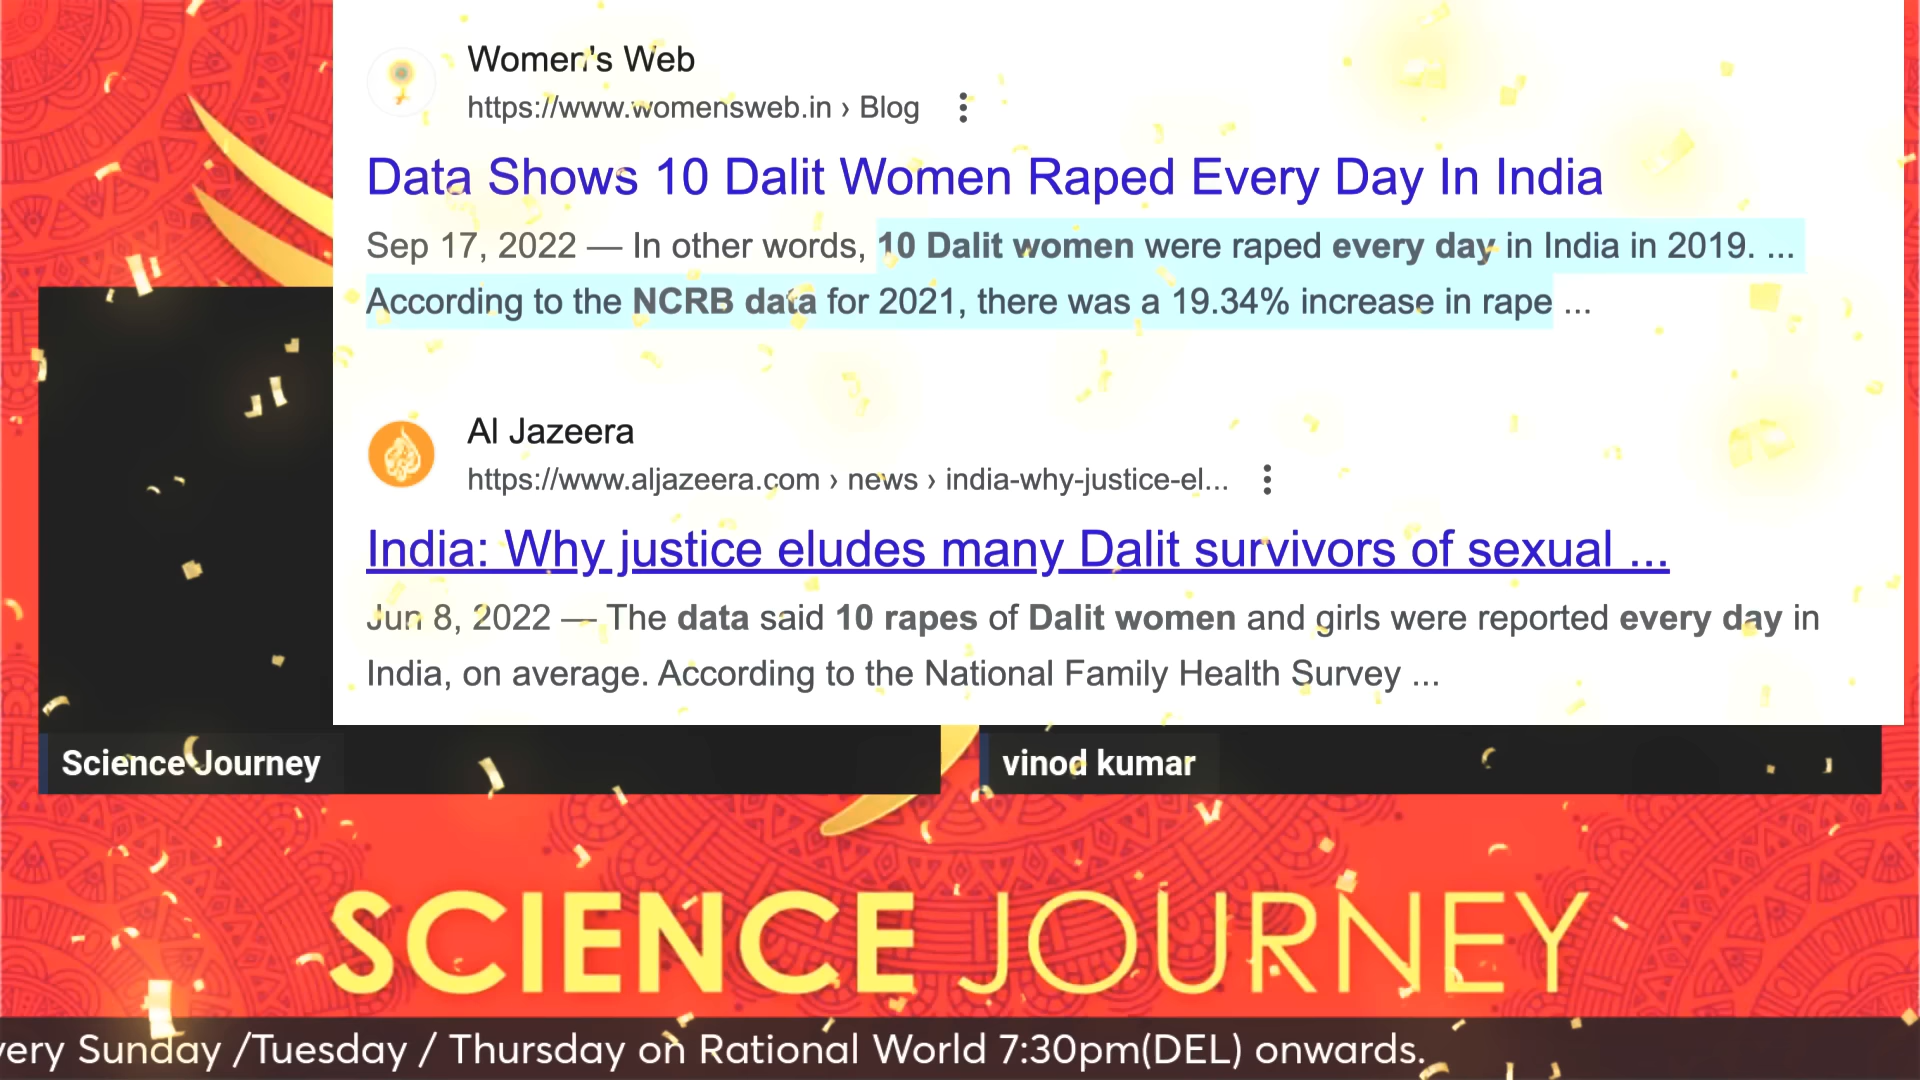 Women's Web
https://www.womensweb.in › Blog
Data Shows 10 Dalit Women Raped Every Day In India
Sep 17, 2022 — In other words, 10 Dalit women were raped every day in India in 2019. ...
According to the NCRB data for 2021, there was a 19.34% increase in rape ...
Al Jazeera
https://www.aljazeera.com › news › india-why-justice-el...
India: Why justice eludes many Dalit survivors of sexual ...
Jun 8, 2022 — The data said 10 rapes of Dalit women and girls were reported every day in
India, on average. According to the National Family Health Survey ...
Science Journey
vinod kumar
SCIENCE JOURNEY
very Sunday /Tuesday / Thursday on Rational World 7:30pm(DEL) onwards.